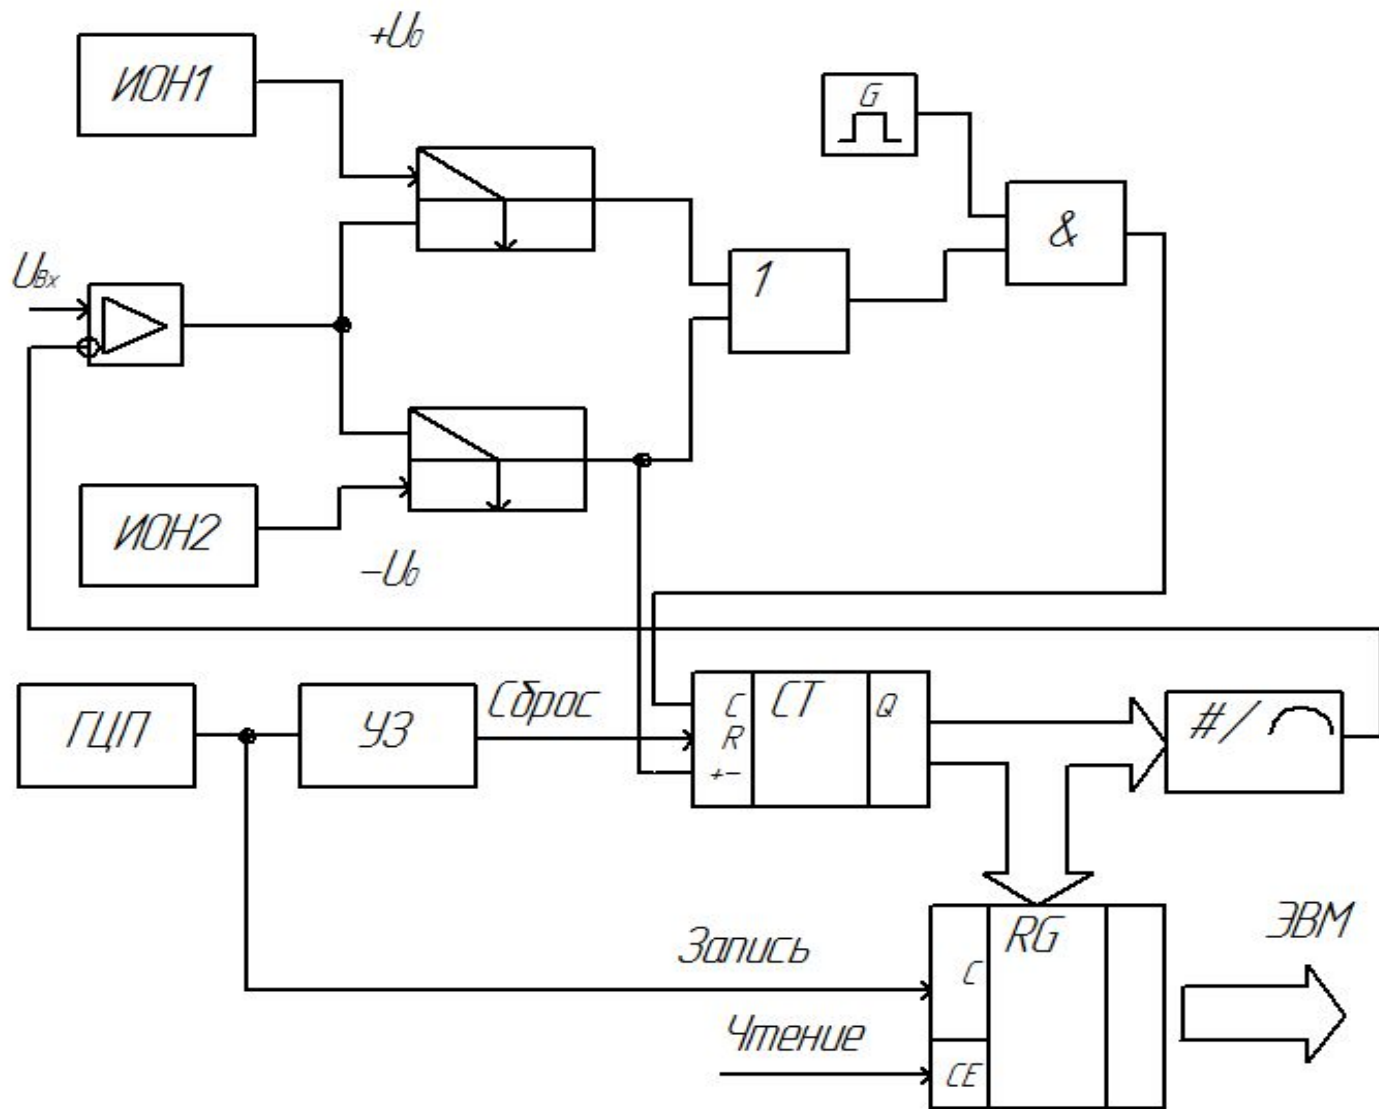 +U₀
ИОН1
G
&
Uвх
1
ИОН2
−U₀
Сброс
ГЦП
УЗ
C
CT
Q
R
+−
#/
ЭВМ
RG
Запись
C
Чтение
CE